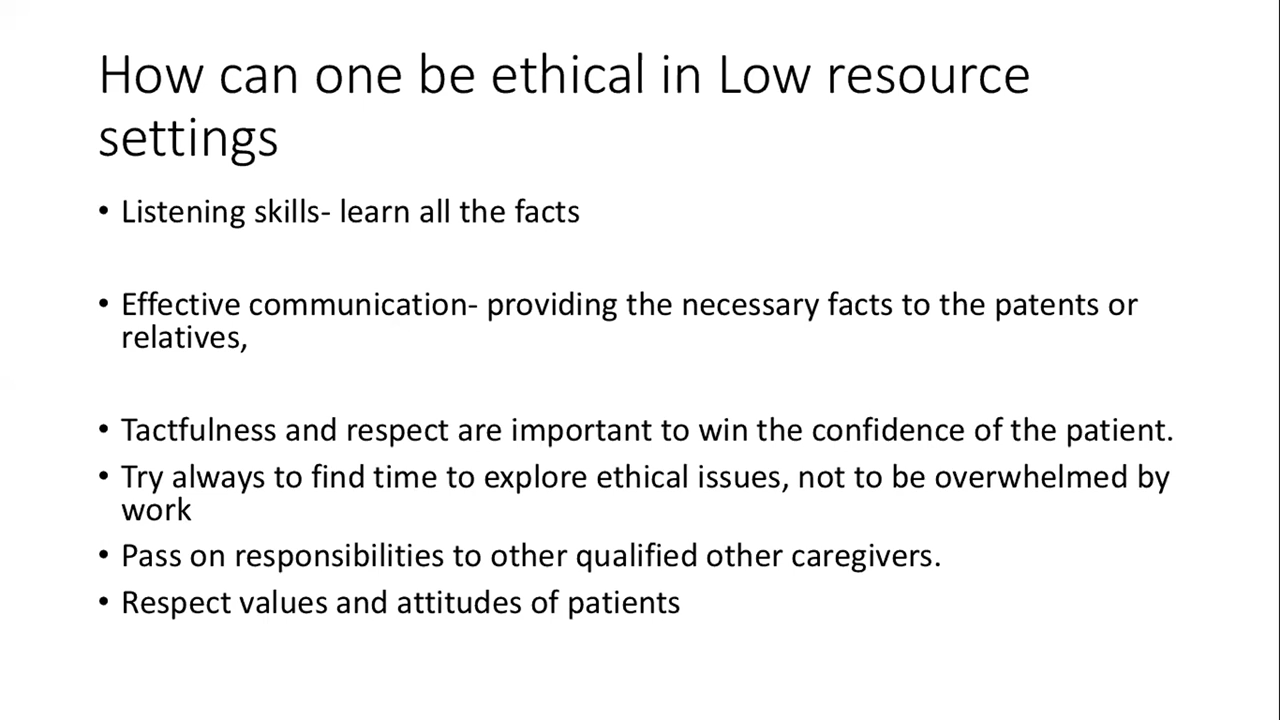 How can one be ethical in Low resource
settings
• Listening skills- learn all the facts
• Effective communication- providing the necessary facts to the patents or
relatives,
• Tactfulness and respect are important to win the confidence of the patient.
• Try always to find time to explore ethical issues, not to be overwhelmed by
work
• Pass on responsibilities to other qualified other caregivers.
• Respect values and attitudes of patients